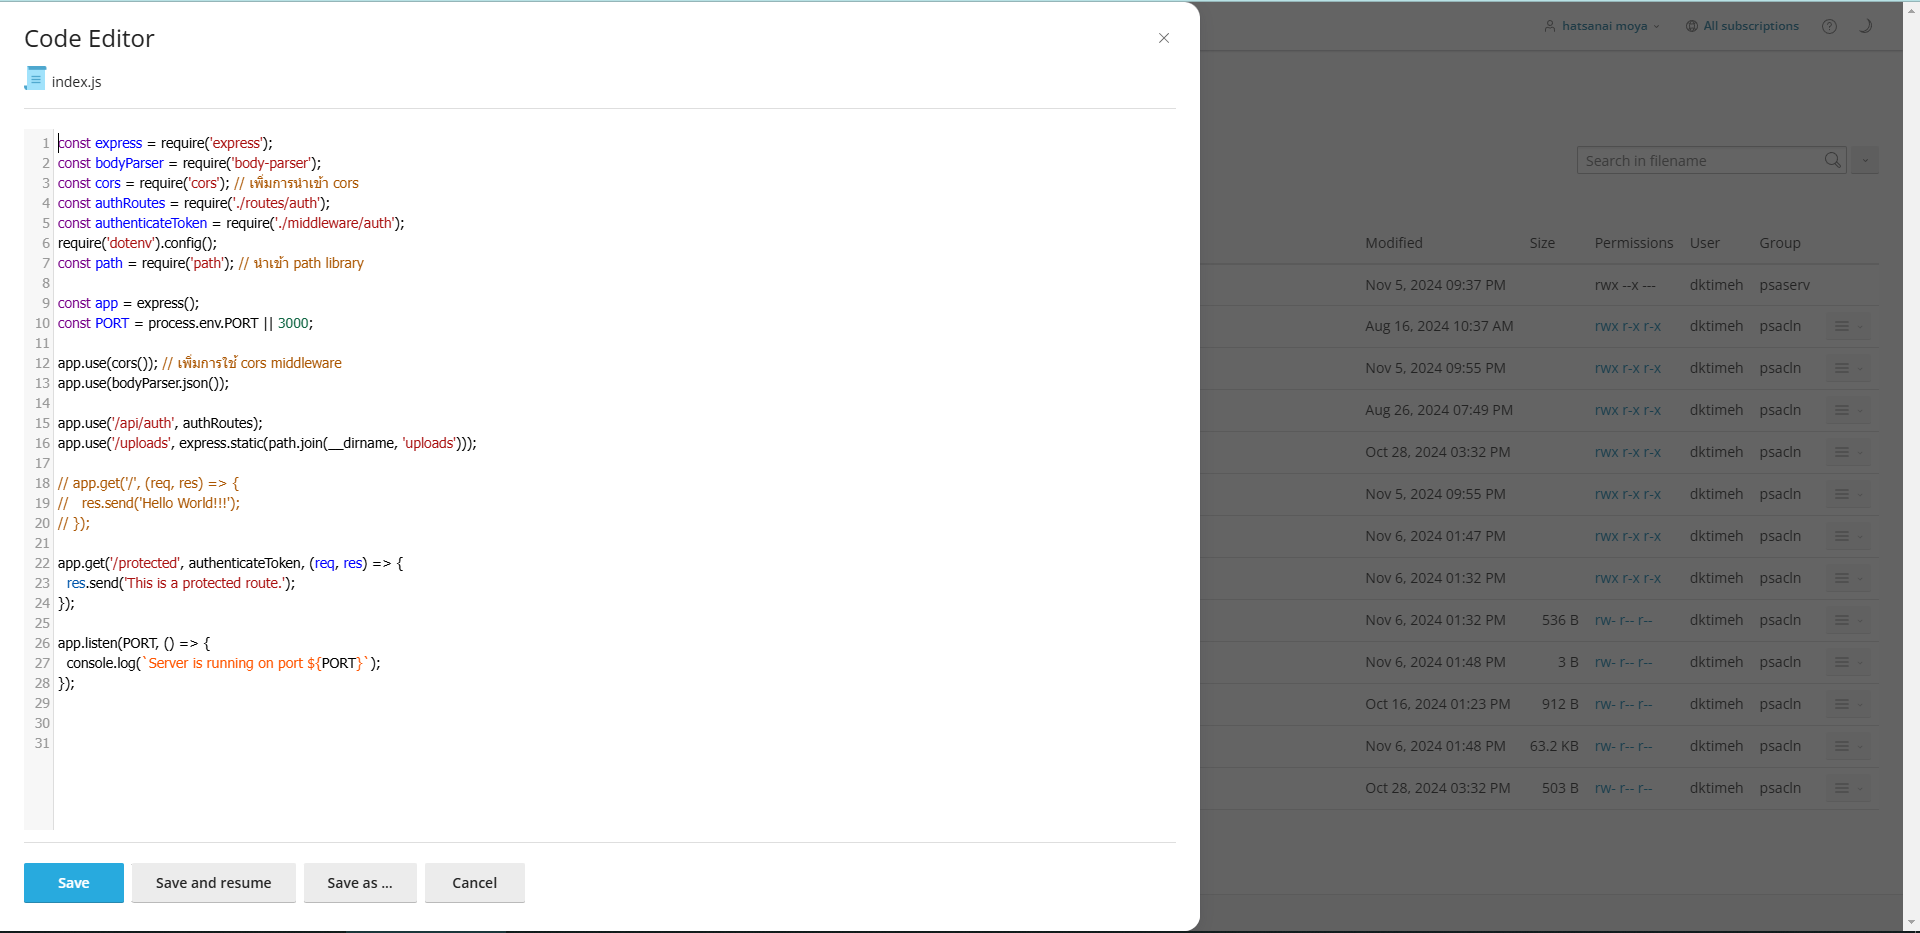 Code Editor
index.js
1 const express = require('express');
2 const bodyParser = require('body-parser');
3 const cors = require('cors'); // เพิ่มการนำเข้า cors
4 const authRoutes = require('./routes/auth');
5 const authenticateToken = require('./middleware/auth');
6 require('dotenv').config();
7 const path = require('path'); // นำเข้า path library
8
9 const app = express();
10 const PORT = process.env.PORT || 3000;
11
12 app.use(cors()); // เพิ่มการใช้ cors middleware
13 app.use(bodyParser.json());
14
15 app.use('/api/auth', authRoutes);
16 app.use('/uploads', express.static(path.join(__dirname, 'uploads')));
17
18 // app.get('/', (req, res) => {
19 //   res.send('Hello World!!!');
20 // });
21
22 app.get('/protected', authenticateToken, (req, res) => {
23   res.send('This is a protected route.');
24 });
25
26 app.listen(PORT, () => {
27   console.log(`Server is running on port ${PORT}`);
28 });
29
30
31
Save Save and resume Save as ... Cancel
hatsanai moya All subscriptions
Search in filename
Modified Size Permissions User Group
Nov 5, 2024 09:37 PM rwx --x --- dktimeh psaserv
Aug 16, 2024 10:37 AM rwx r-x r-x dktimeh psacln
Nov 5, 2024 09:55 PM rwx r-x r-x dktimeh psacln
Aug 26, 2024 07:49 PM rwx r-x r-x dktimeh psacln
Oct 28, 2024 03:32 PM rwx r-x r-x dktimeh psacln
Nov 5, 2024 09:55 PM rwx r-x r-x dktimeh psacln
Nov 6, 2024 01:47 PM rwx r-x r-x dktimeh psacln
Nov 6, 2024 01:32 PM rwx r-x r-x dktimeh psacln
Nov 6, 2024 01:32 PM 536 B rw- r-- r-- dktimeh psacln
Nov 6, 2024 01:48 PM 3 B rw- r-- r-- dktimeh psacln
Oct 16, 2024 01:23 PM 912 B rw- r-- r-- dktimeh psacln
Nov 6, 2024 01:48 PM 63.2 KB rw- r-- r-- dktimeh psacln
Oct 28, 2024 03:32 PM 503 B rw- r-- r-- dktimeh psacln